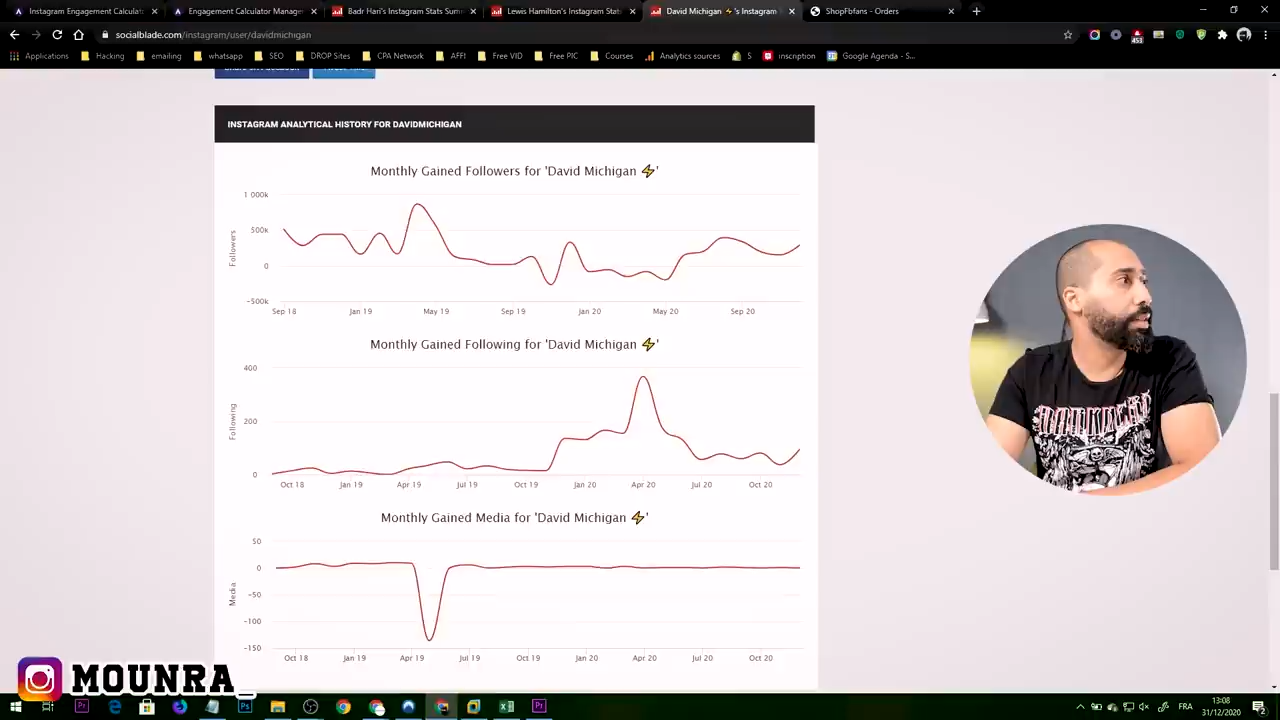 Instagram Engagement Calculat
Engagement Calculator Manager
Badr Hari's Instagram Stats Sum
Lewis Hamilton's Instagram Stat
David Michigan ⚡'s Instagram
ShopFbfans - Orders
socialblade.com/instagram/user/davidmichigan
Applications
Hacking
emailing
whatsapp
SEO
DROP Sites
CPA Network
AFFI
Free VID
Free PIC
Courses
Analytics sources
S
inscription
Google Agenda - S...
453
INSTAGRAM ANALYTICAL HISTORY FOR DAVIDMICHIGAN
Monthly Gained Followers for 'David Michigan ⚡'
1 000k
500k
0
-500k
Followers
Sep 18 Jan 19 May 19 Sep 19 Jan 20 May 20 Sep 20
Monthly Gained Following for 'David Michigan ⚡'
400
200
0
Following
Oct 18 Jan 19 Apr 19 Jul 19 Oct 19 Jan 20 Apr 20 Jul 20 Oct 20
Monthly Gained Media for 'David Michigan ⚡'
50
0
-50
-100
-150
Media
Oct 18 Jan 19 Apr 19 Jul 19 Oct 19 Jan 20 Apr 20 Jul 20 Oct 20
MOUNRA_
FRA
13:08
31/12/2020
2